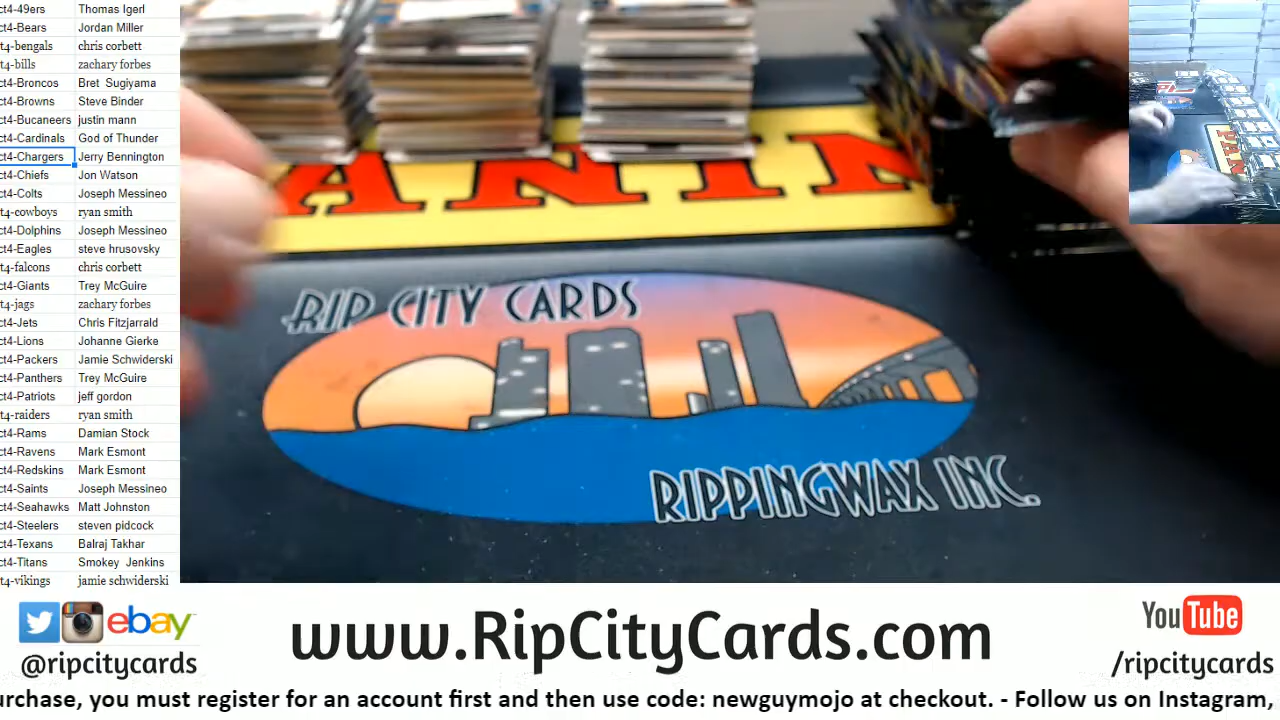 ct4-49ers Thomas Igerl
ct4-Bears Jordan Miller
t4-bengals chris corbett
t4-bills zachary forbes
ct4-Broncos Bret Sugiyama
ct4-Browns Steve Binder
ct4-Bucaneers justin mann
ct4-Cardinals God of Thunder
ct4-Chargers Jerry Bennington
ct4-Chiefs Jon Watson
ct4-Colts Joseph Messineo
ct4-cowboys ryan smith
ct4-Dolphins Joseph Messineo
ct4-Eagles steve hrusovsky
ct4-falcons chris corbett
ct4-Giants Trey McGuire
ct4-jags zachary forbes
ct4-Jets Chris Fitzjarrald
ct4-Lions Johanne Gierke
ct4-Packers Jamie Schwiderski
ct4-Panthers Trey McGuire
ct4-Patriots jeff gordon
ct4-raiders ryan smith
ct4-Rams Damian Stock
ct4-Ravens Mark Esmont
ct4-Redskins Mark Esmont
ct4-Saints Joseph Messineo
ct4-Seahawks Matt Johnston
ct4-Steelers steven pidcock
ct4-Texans Balraj Takhar
ct4-Titans Smokey Jenkins
t4-vikings jamie schwiderski
ANIN
RIP CITY CARDS
RIPPINGWAX INC.
ebay
@ripcitycards
www.RipCityCards.com
YouTube
/ripcitycards
urchase, you must register for an account first and then use code: newguymojo at checkout. - Follow us on Instagram,